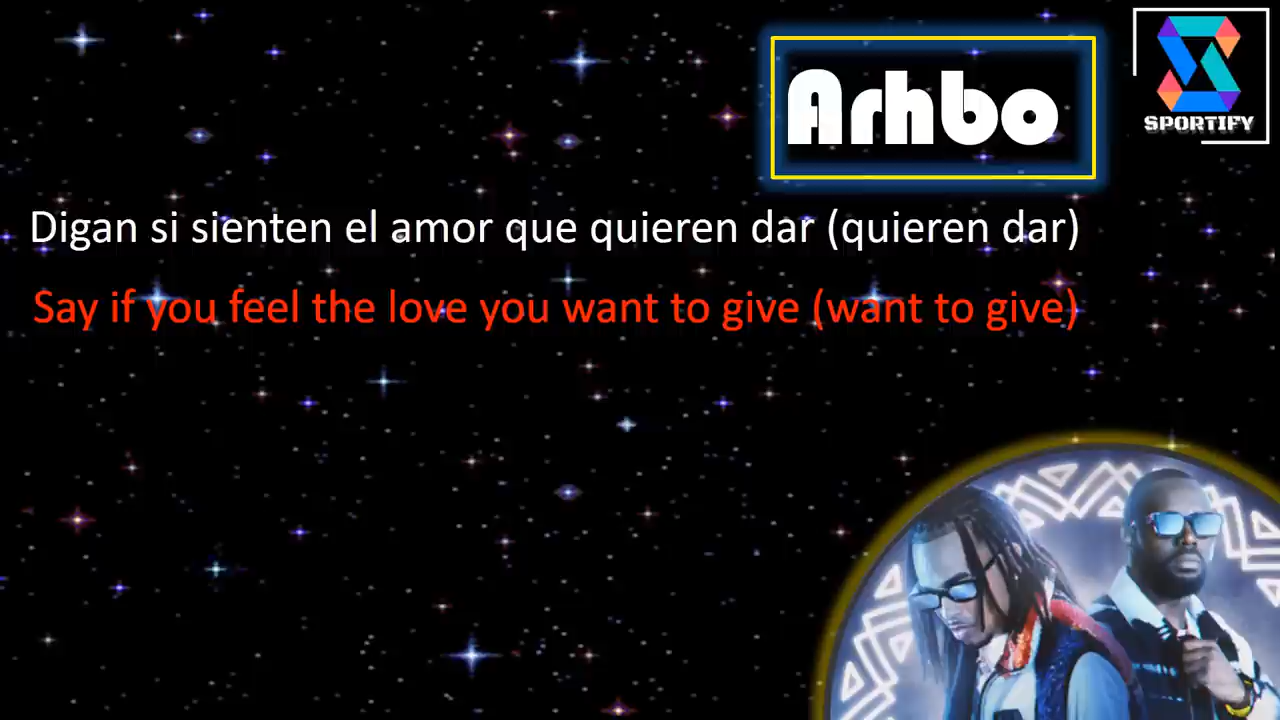 Arhbo
SPORTIFY
Digan si sienten el amor que quieren dar (quieren dar)
Say if you feel the love you want to give (want to give)